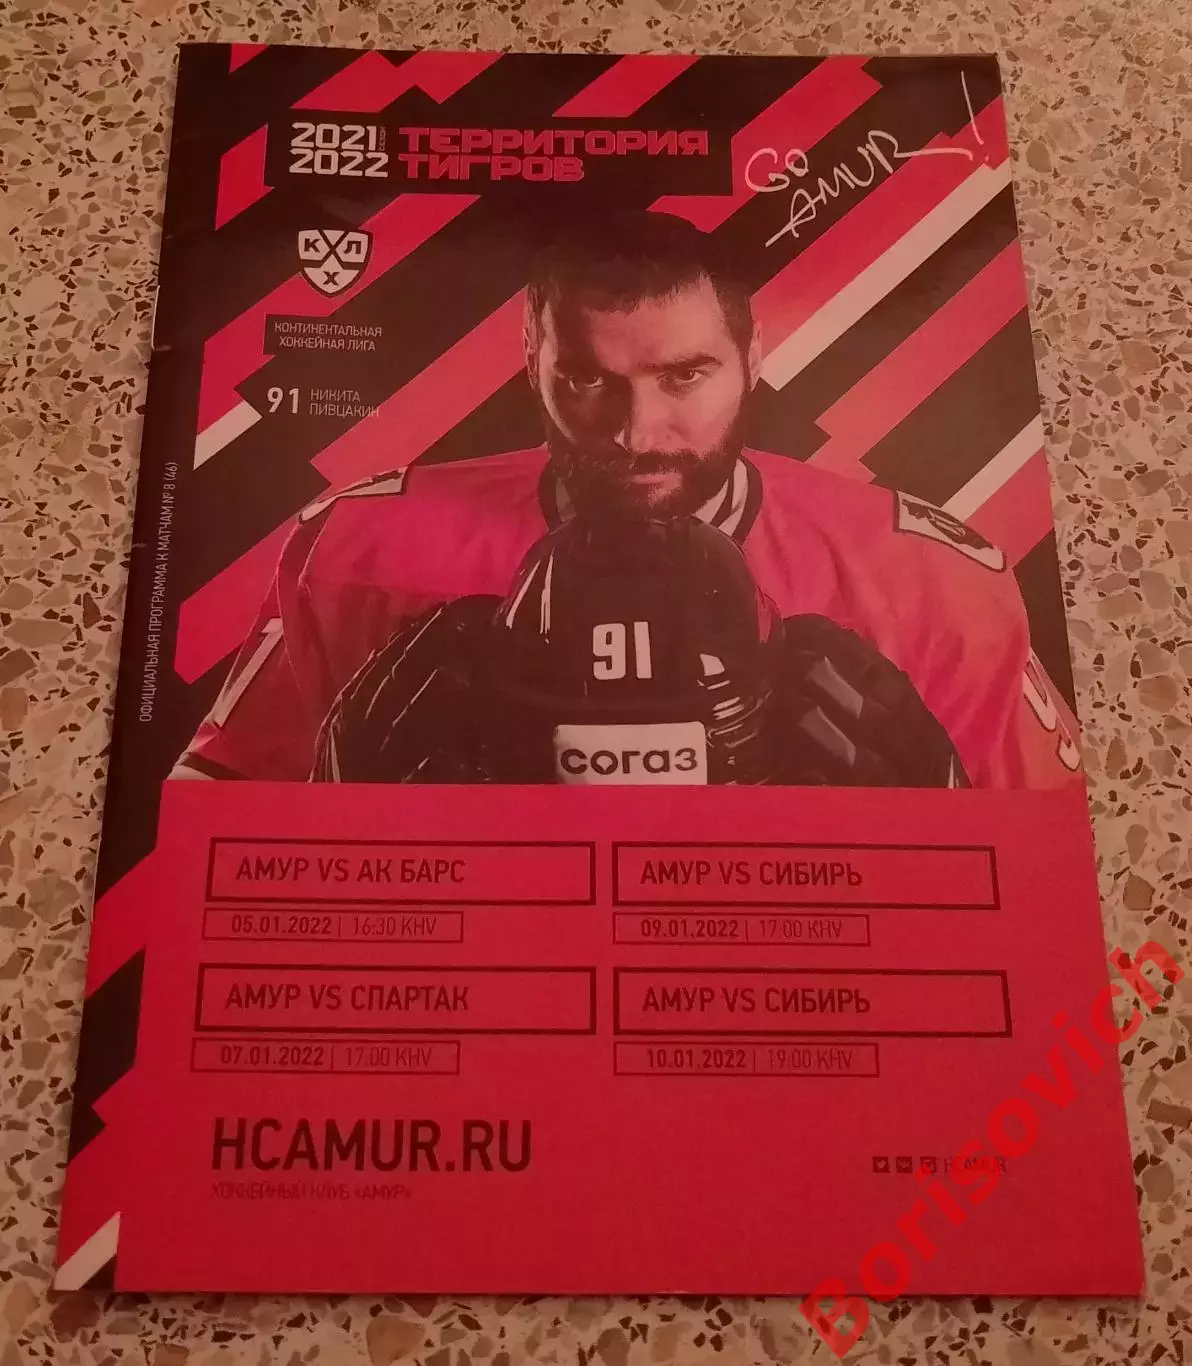 2021
2022
СЕЗОН
ТЕРРИТОРИЯ
ТИГРОВ
GO
AMUR!
КХЛ
КОНТИНЕНТАЛЬНАЯ
ХОККЕЙНАЯ ЛИГА
91 НИКИТА
ПИВЦАКИН
ОФИЦИАЛЬНАЯ ПРОГРАММА К МАТЧАМ № 8 (46)
91
СОГАЗ
АМУР VS АК БАРС
05.01.2022 | 16:30 KHV
АМУР VS СИБИРЬ
09.01.2022 | 17:00 KHV
АМУР VS СПАРТАК
07.01.2022 | 17:00 KHV
АМУР VS СИБИРЬ
10.01.2022 | 19:00 KHV
HCAMUR.RU
ХОККЕЙНЫЙ КЛУБ «АМУР»
HCAMUR
Borisovich